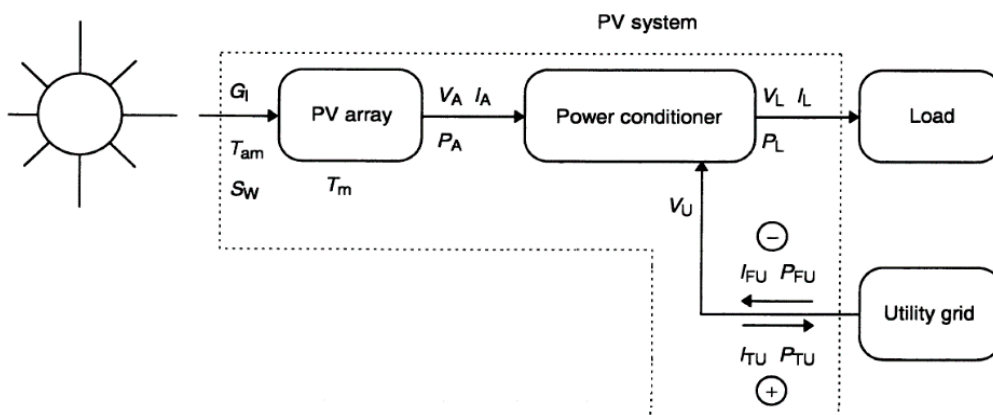 PV system
G_I
V_A I_A
V_L I_L
PV array
Power conditioner
Load
T_am
P_A
P_L
S_W
T_m
V_U
−
I_FU P_FU
Utility grid
I_TU P_TU
+